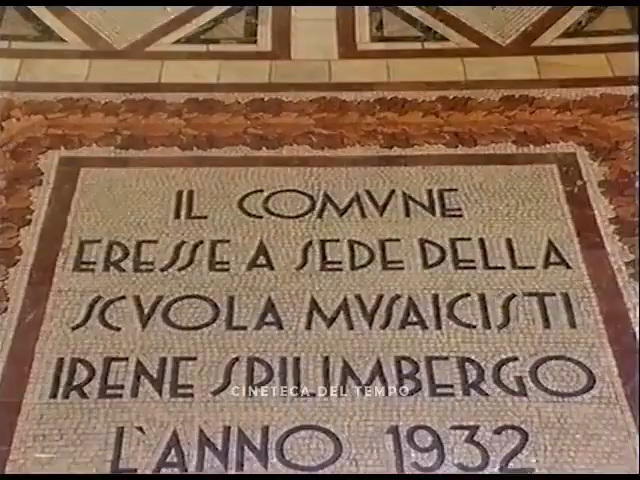 IL COMVNE
ERESSE A SEDE DELLA
SCVOLA MVSAICISTI
IRENE SPILIMBERGO
CINETECA DEL TEMPO
L'ANNO 1932